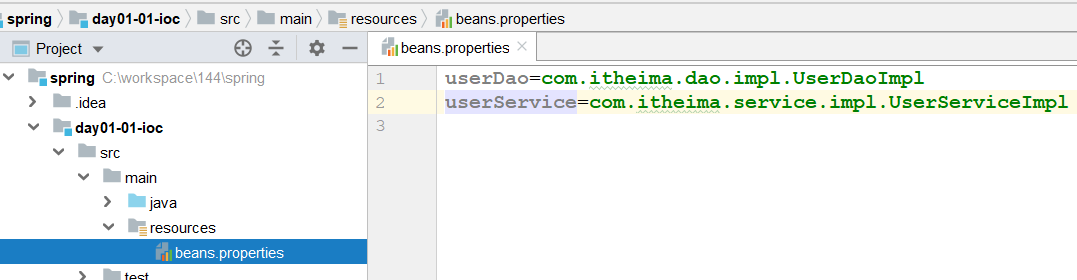 spring day01-01-ioc src main resources beans.properties
Project
beans.properties
spring C:\workspace\144\spring
.idea
day01-01-ioc
src
main
java
resources
beans.properties
test
1 userDao=com.itheima.dao.impl.UserDaoImpl
2 userService=com.itheima.service.impl.UserServiceImpl
3